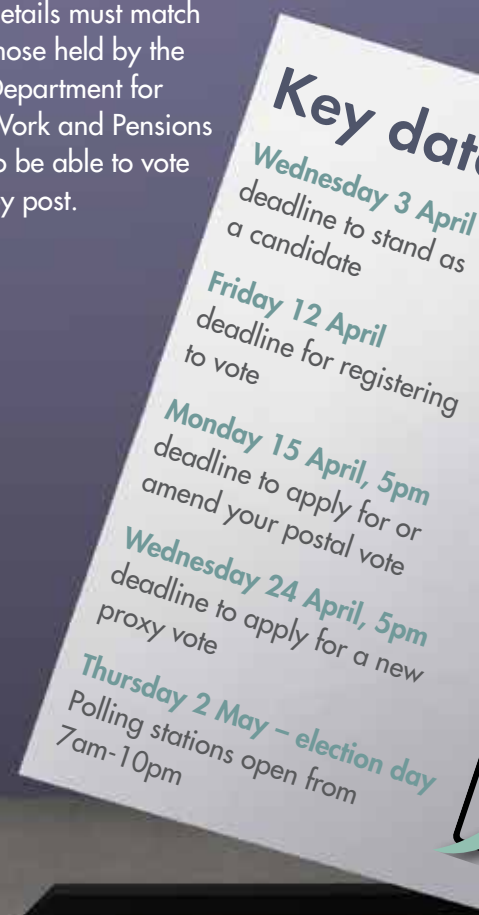 etails must match
hose held by the
Department for
Work and Pensions
o be able to vote
y post.
Key date
Wednesday 3 April
deadline to stand as
a candidate
Friday 12 April
deadline for registering
to vote
Monday 15 April, 5pm
deadline to apply for or
amend your postal vote
Wednesday 24 April, 5pm
deadline to apply for a new
proxy vote
Thursday 2 May – election day
Polling stations open from
7am-10pm